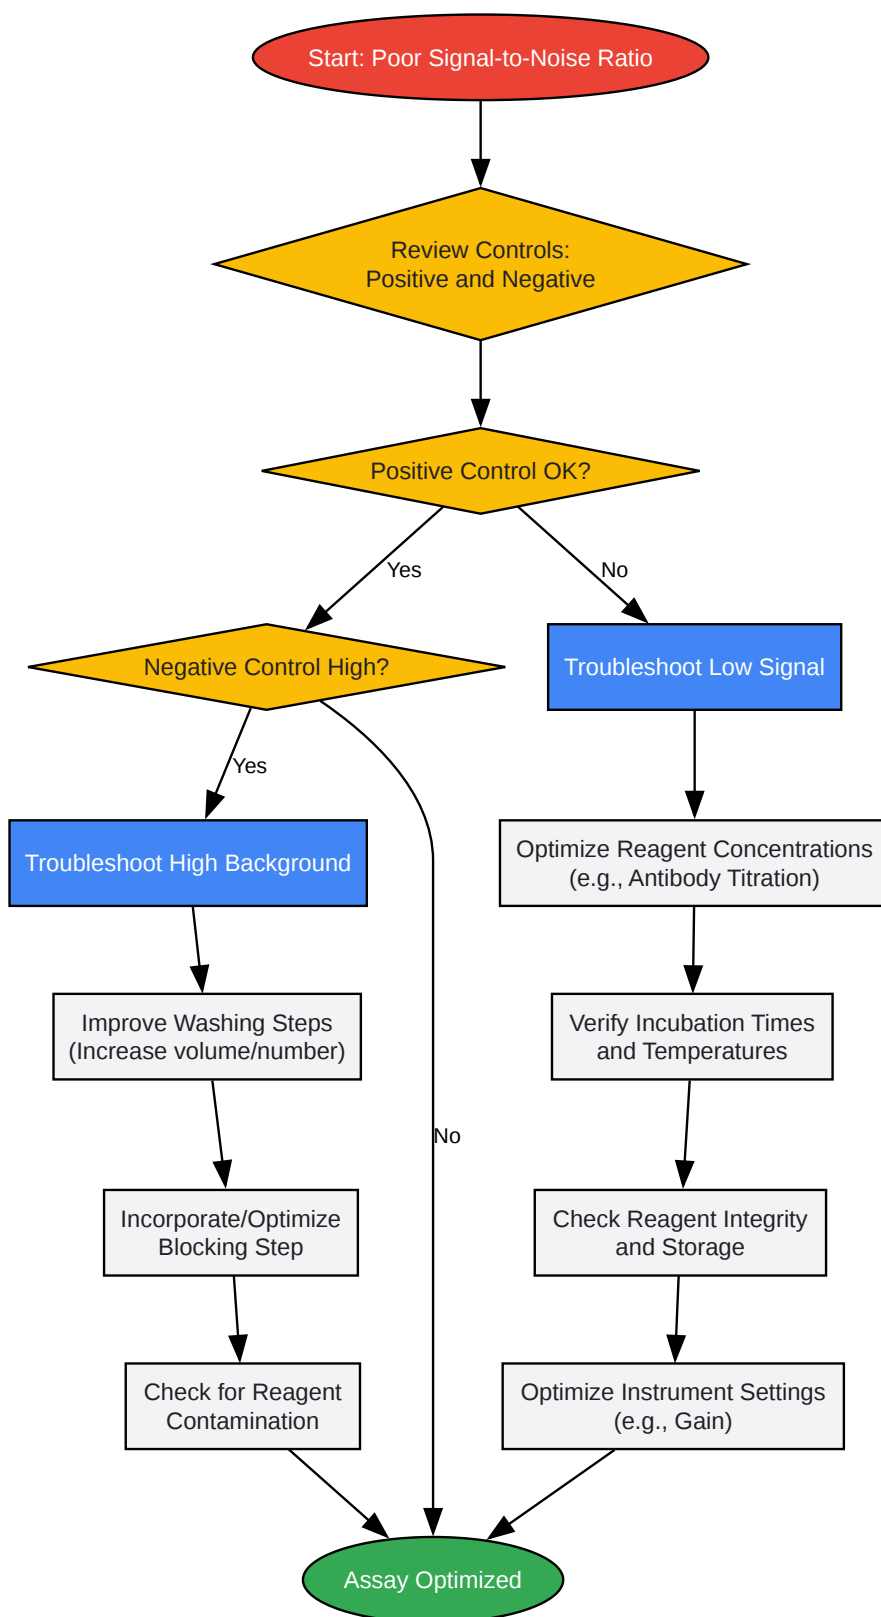 Start: Poor Signal-to-Noise Ratio
Review Controls:
Positive and Negative
Positive Control OK?
Yes
No
Negative Control High?
Troubleshoot Low Signal
Yes
Troubleshoot High Background
Optimize Reagent Concentrations
(e.g., Antibody Titration)
Improve Washing Steps
(Increase volume/number)
Verify Incubation Times
and Temperatures
No
Incorporate/Optimize
Blocking Step
Check Reagent Integrity
and Storage
Check for Reagent
Contamination
Optimize Instrument Settings
(e.g., Gain)
Assay Optimized